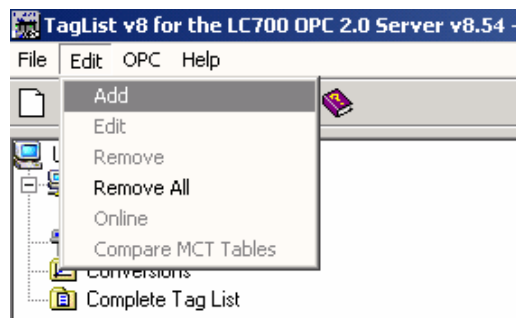 TagList v8 for the LC700 OPC 2.0 Server v8.54 -
File Edit OPC Help
Add
Edit
Remove
Remove All
Online
Compare MCT Tables
Conversions
Complete Tag List